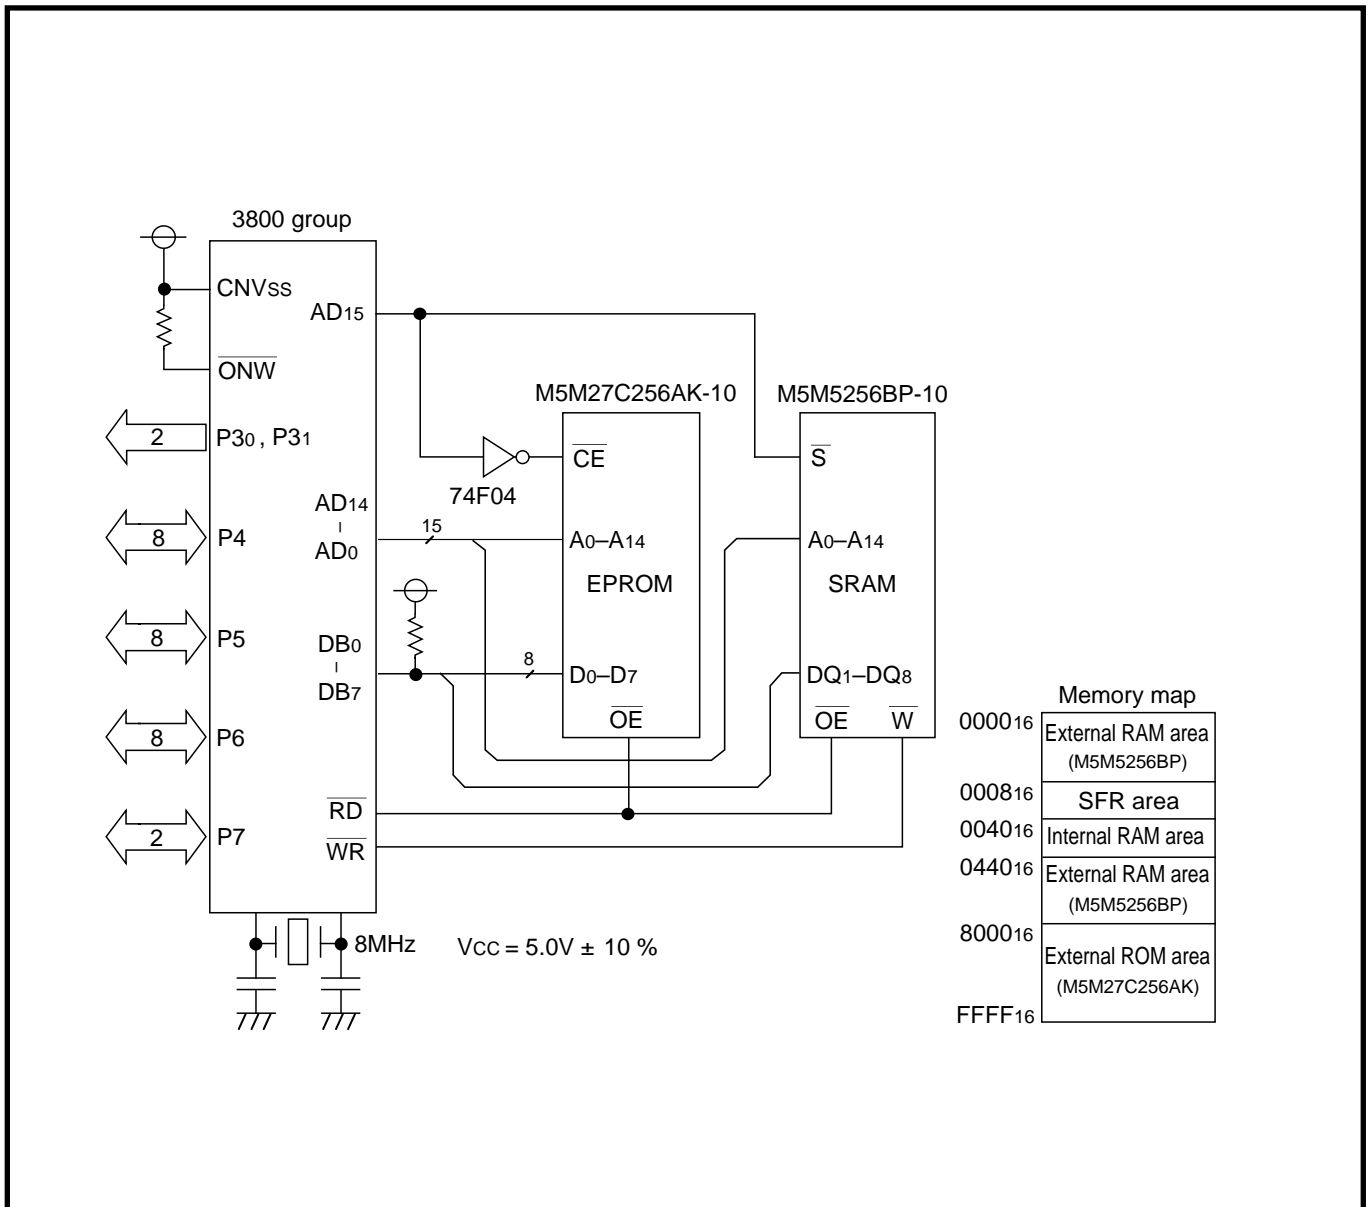 3800 group
CNVSS
AD15
ONW
M5M27C256AK-10
M5M5256BP-10
2
P30 , P31
CE
S
74F04
AD14
AD0
15
8
P4
A0–A14
A0–A14
EPROM
SRAM
8
P5
DB0
DB7
8
D0–D7
DQ1–DQ8
OE
OE
W
8
P6
RD
WR
2
P7
8MHz
VCC = 5.0V ± 10 %
Memory map
000016
External RAM area
(M5M5256BP)
000816
SFR area
004016
Internal RAM area
044016
External RAM area
(M5M5256BP)
800016
External ROM area
(M5M27C256AK)
FFFF16